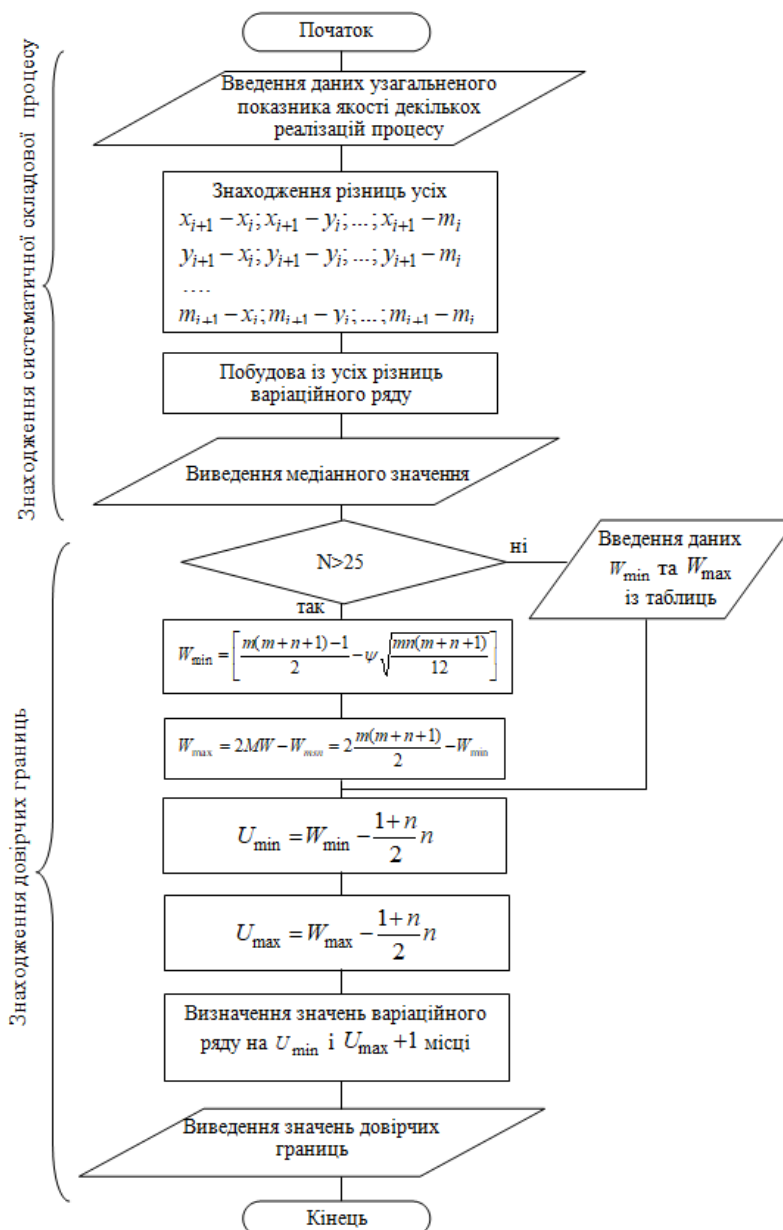 Початок
Знаходження систематичної складової процесу
Введення даних узагальненого
показника якості декількох
реалізацій процесу
Знаходження різниць усіх
x_{i+1} − x_i; x_{i+1} − y_i; ...; x_{i+1} − m_i
y_{i+1} − x_i; y_{i+1} − y_i; ...; y_{i+1} − m_i
....
m_{i+1} − x_i; m_{i+1} − y_i; ...; m_{i+1} − m_i
Побудова із усіх різниць
варіаційного ряду
Виведення медіанного значення
Знаходження довірчих границь
N>25
ні
Введення даних
W_min та W_max
із таблиць
так
W_min = [ (m(m+n+1)−1)/2 − ψ √(mn(m+n+1)/12) ]
W_max = 2MW − W_msn = 2 m(m+n+1)/2 − W_min
U_min = W_min − (1+n)/2 n
U_max = W_max − (1+n)/2 n
Визначення значень варіаційного
ряду на U_min і U_max +1 місці
Виведення значень довірчих
границь
Кінець